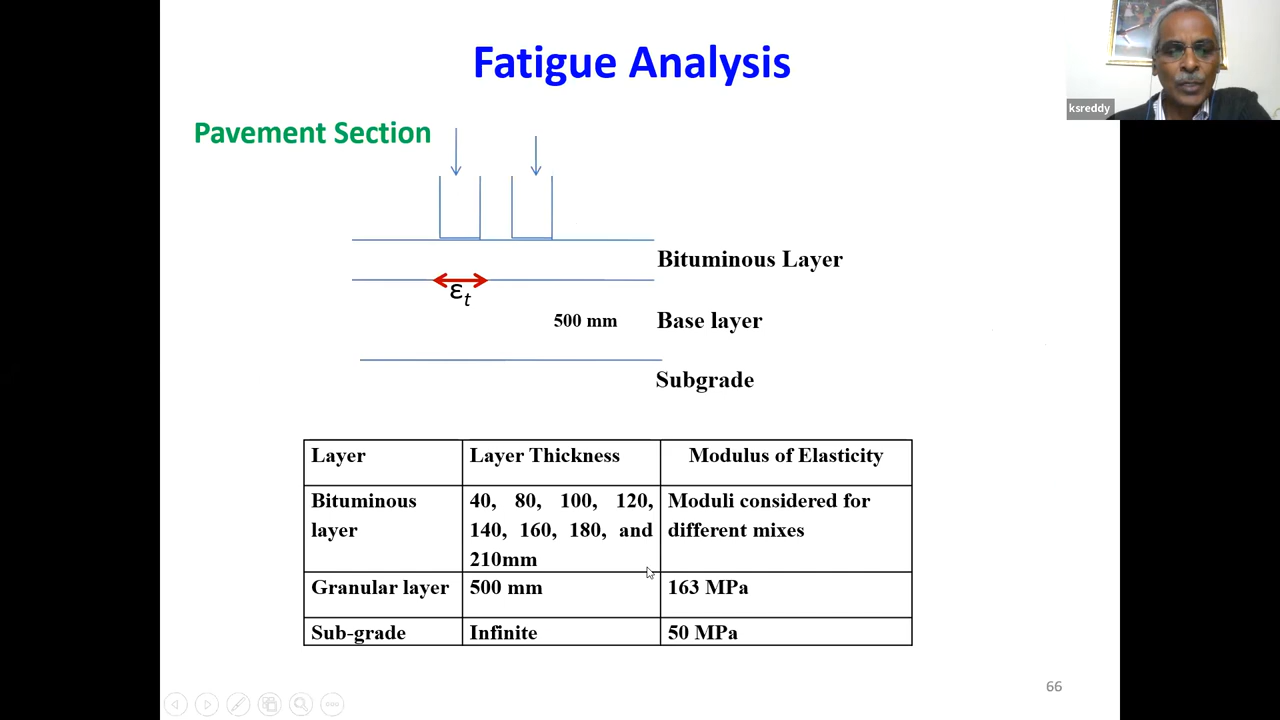 Fatigue Analysis
ksreddy
Pavement Section
Bituminous Layer
εt
500 mm Base layer
Subgrade
Layer Layer Thickness Modulus of Elasticity
Bituminous 40, 80, 100, 120, Moduli considered for
layer 140, 160, 180, and different mixes
210mm
Granular layer 500 mm 163 MPa
Sub-grade Infinite 50 MPa
66